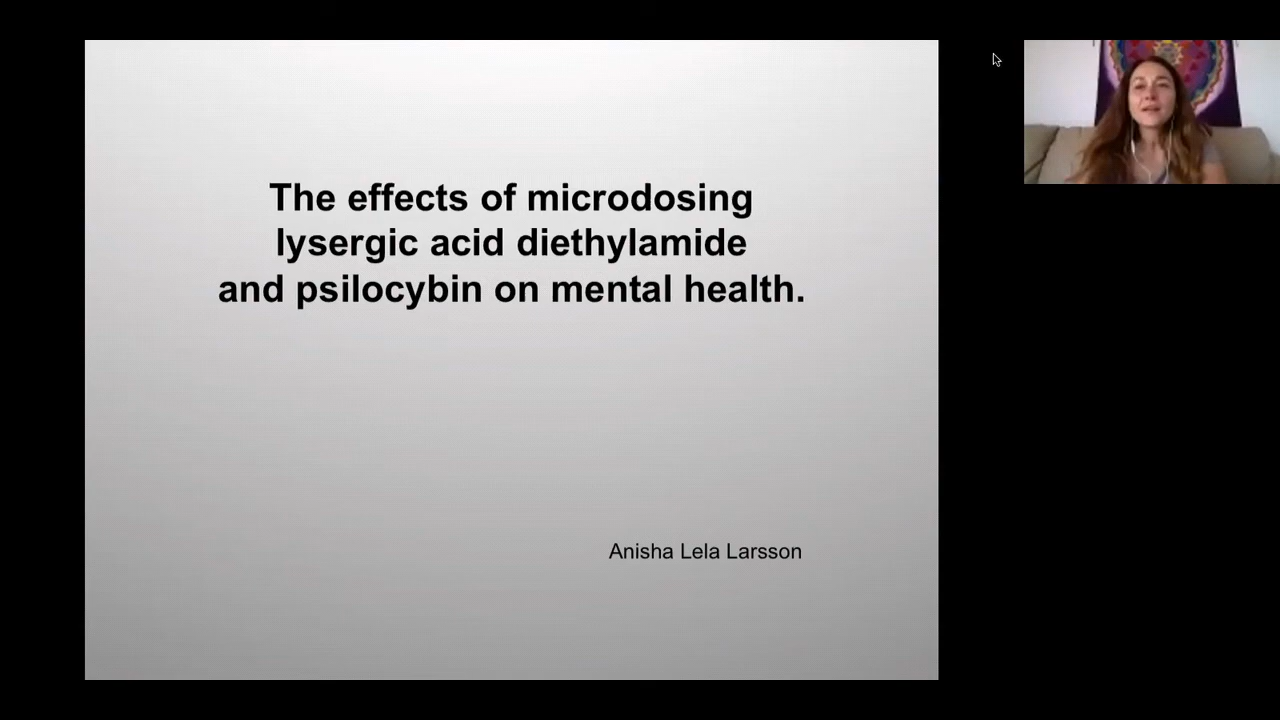 The effects of microdosing
lysergic acid diethylamide
and psilocybin on mental health.
Anisha Lela Larsson